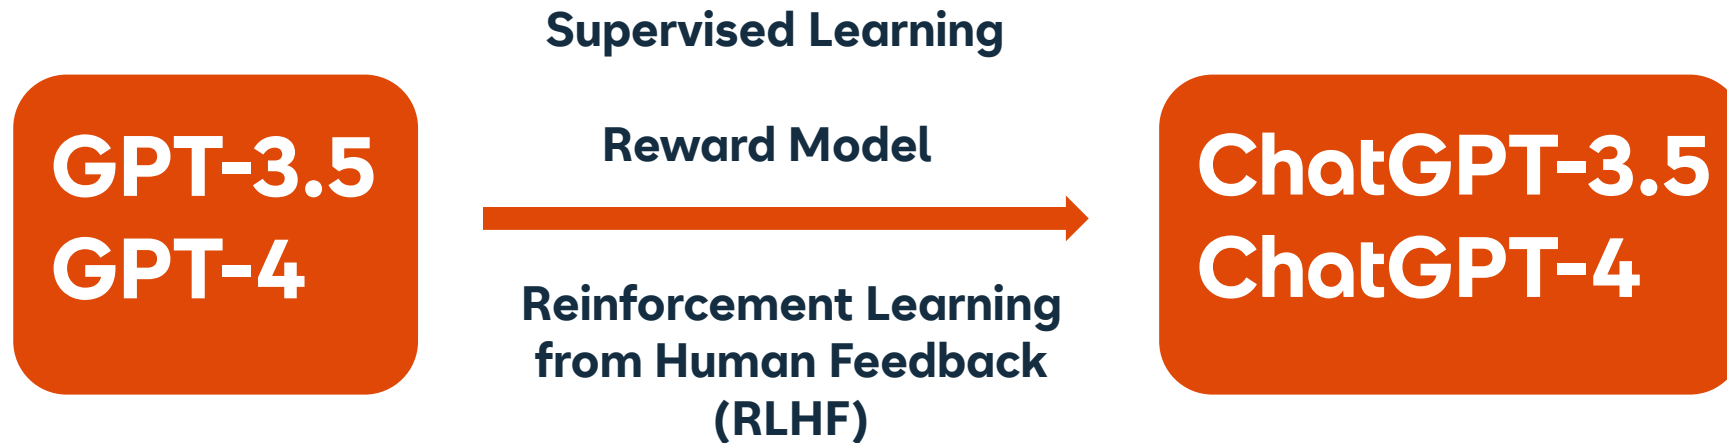 GPT-3.5
GPT-4
Supervised Learning
Reward Model
Reinforcement Learning
from Human Feedback
(RLHF)
ChatGPT-3.5
ChatGPT-4